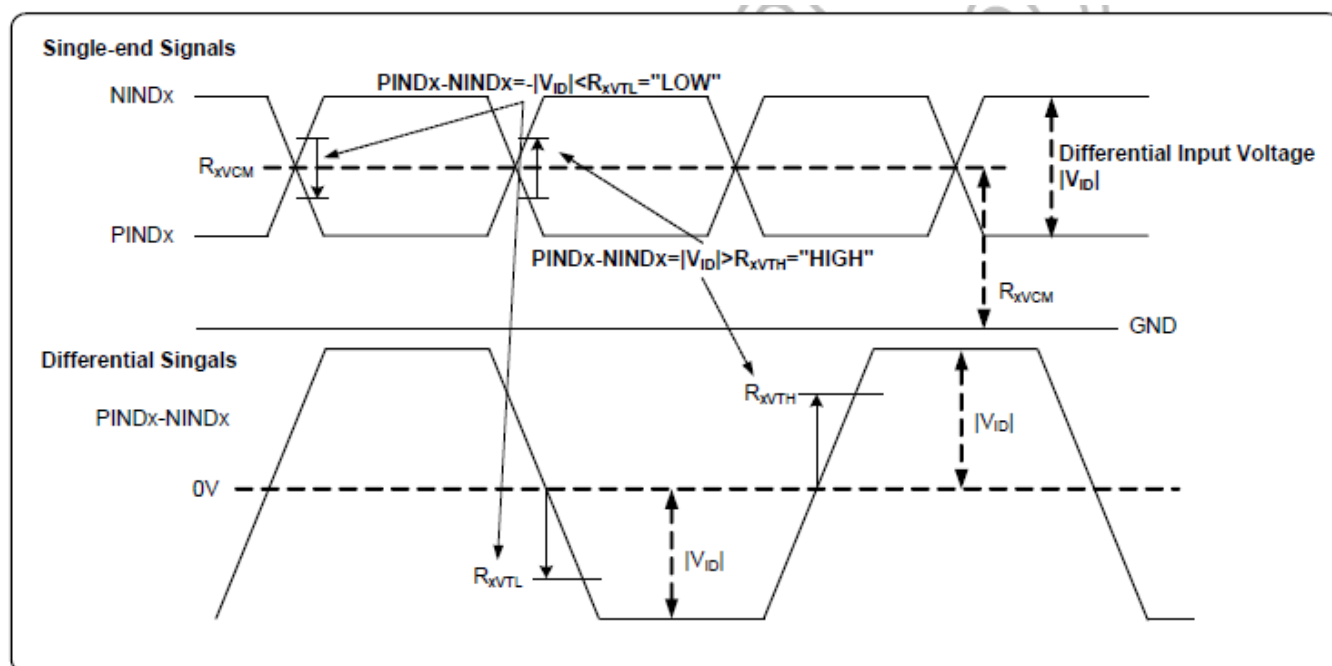 Single-end Signals
NINDx
PINDx-NINDx=-|VID|<RxVTL="LOW"
RxVCM
Differential Input Voltage
|VID|
PINDx
PINDx-NINDx=|VID|>RxVTH="HIGH"
RxVCM
GND
Differential Singals
RxVTH
PINDx-NINDx
|VID|
0V
|VID|
RxVTL